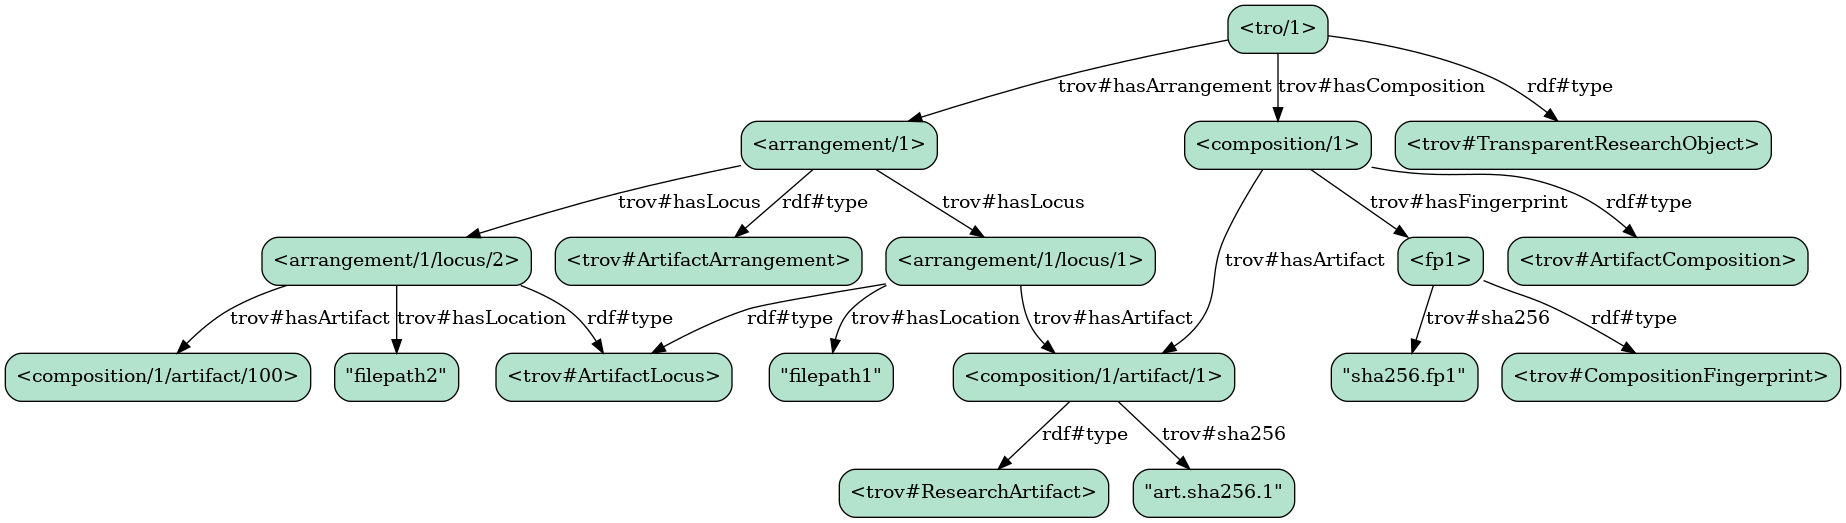 <tro/1>
trov#hasArrangement
trov#hasComposition
rdf#type
<arrangement/1>
<composition/1>
<trov#TransparentResearchObject>
trov#hasLocus
rdf#type
trov#hasLocus
trov#hasFingerprint
rdf#type
<arrangement/1/locus/2>
<trov#ArtifactArrangement>
<arrangement/1/locus/1>
trov#hasArtifact
<fp1>
<trov#ArtifactComposition>
trov#hasArtifact
trov#hasLocation
rdf#type
rdf#type
trov#hasLocation
trov#hasArtifact
trov#sha256
rdf#type
<composition/1/artifact/100>
"filepath2"
<trov#ArtifactLocus>
"filepath1"
<composition/1/artifact/1>
"sha256.fp1"
<trov#CompositionFingerprint>
rdf#type
trov#sha256
<trov#ResearchArtifact>
"art.sha256.1"